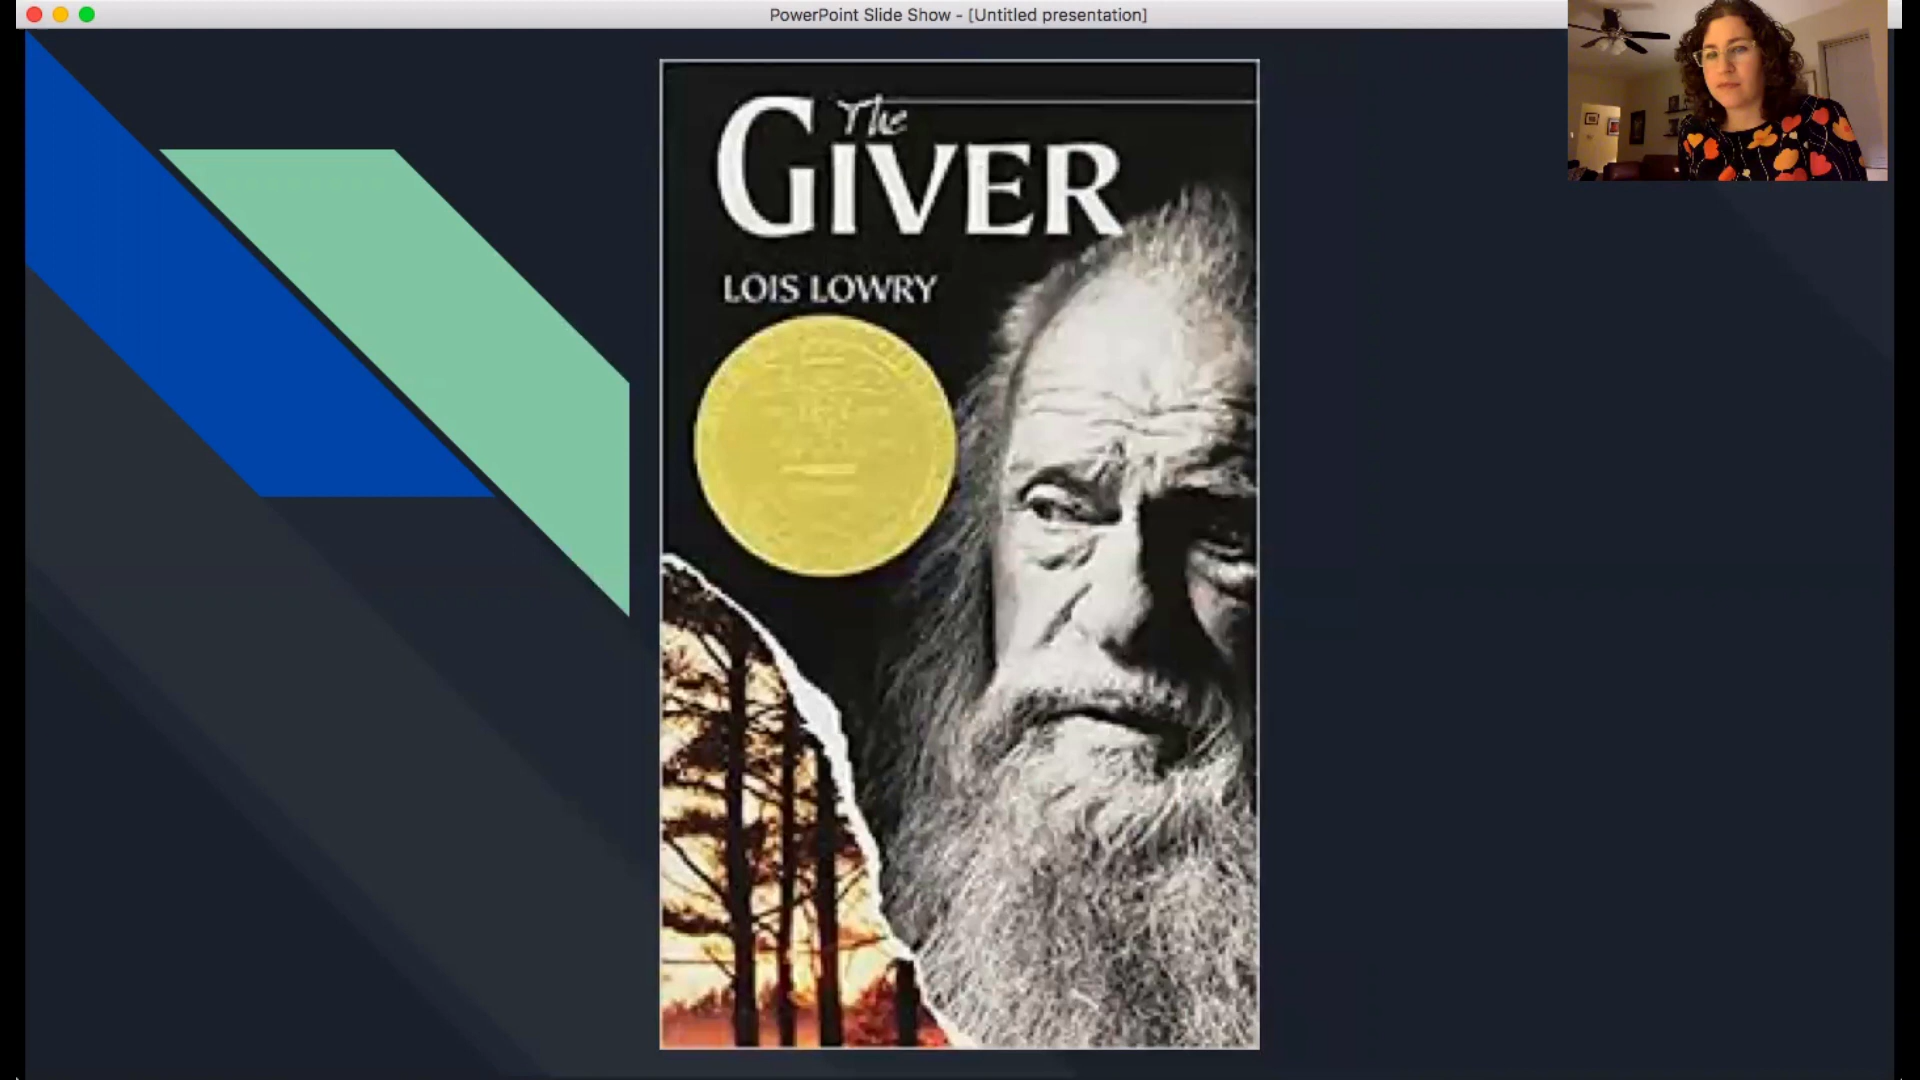 PowerPoint Slide Show - [Untitled presentation]
The
GIVER
LOIS LOWRY